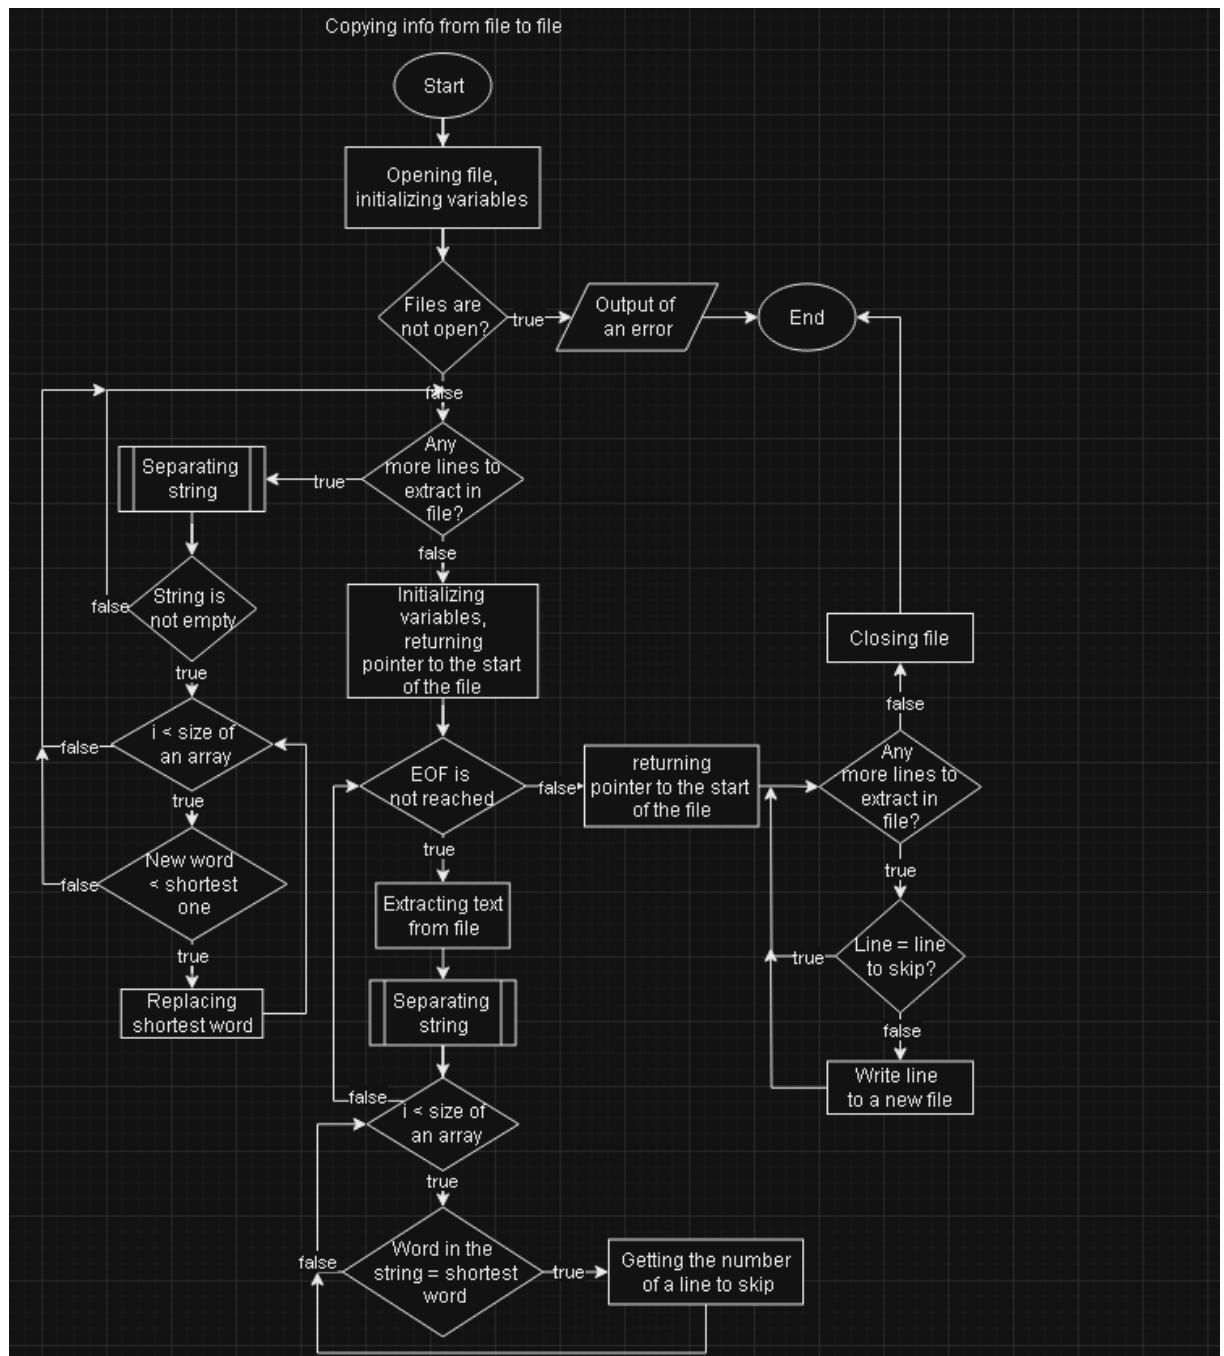 Copying info from file to file
Start
Opening file,
initializing variables
Files are
not open?
true
Output of
an error
End
false
Any
more lines to
extract in
file?
true
Separating
string
false
String is
not empty
false
true
i < size of
an array
false
true
New word
< shortest
one
false
true
Replacing
shortest word
Initializing
variables,
returning
pointer to the start
of the file
EOF is
not reached
false
returning
pointer to the start
of the file
true
Extracting text
from file
Separating
string
false
i < size of
an array
true
Word in the
string = shortest
word
false
true
Getting the number
of a line to skip
Closing file
false
Any
more lines to
extract in
file?
true
Line = line
to skip?
true
false
Write line
to a new file